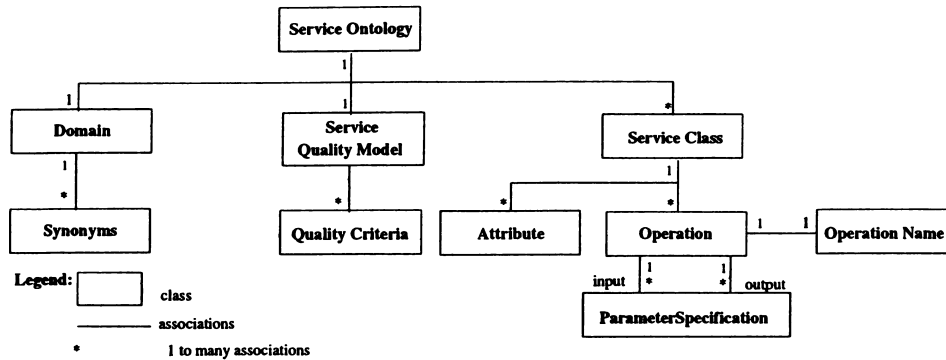 Service Ontology
1
1
1
*
Domain
Service
Quality Model
Service Class
1
1
*
*
*
*
Synonyms
Quality Criteria
Attribute
Operation
1
1
Operation Name
Legend:
class
input
1
*
1
*
output
ParameterSpecification
associations
*
1 to many associations